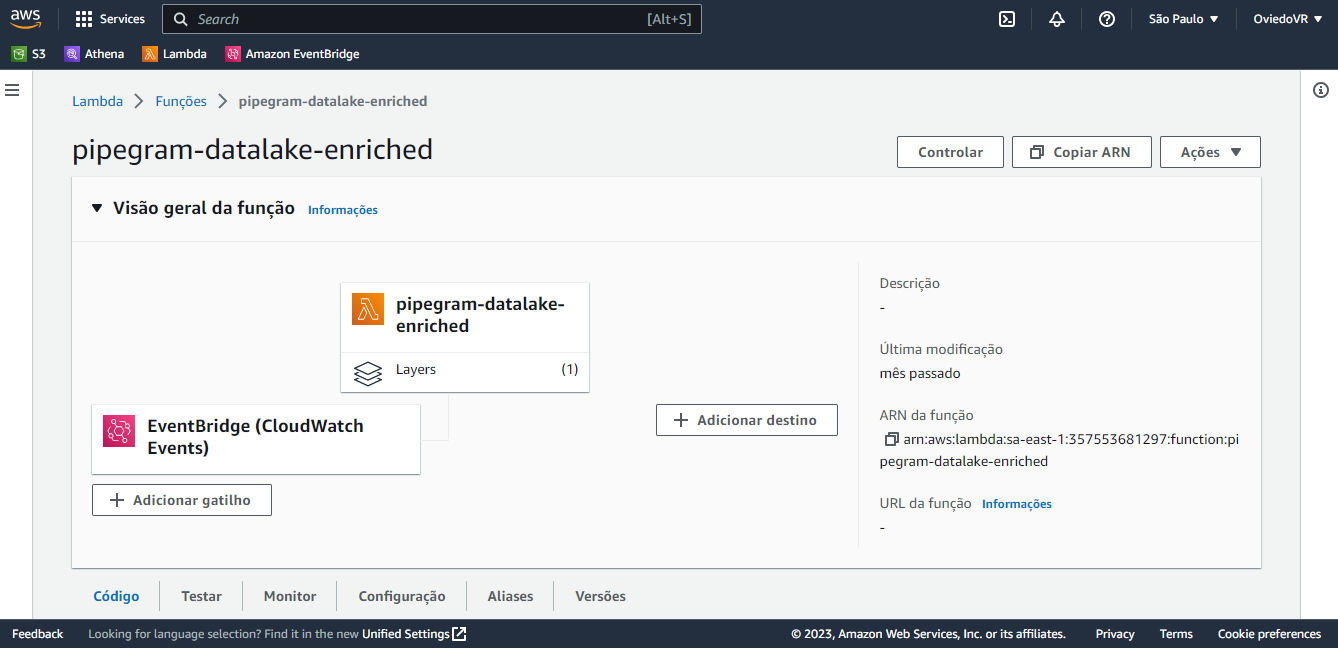 aws
Services
Search
[Alt+S]
São Paulo
OviedoVR
S3
Athena
Lambda
Amazon EventBridge
Lambda
Funções
pipegram-datalake-enriched
pipegram-datalake-enriched
Controlar
Copiar ARN
Ações
Visão geral da função
Informações
pipegram-datalake-
enriched
Layers
(1)
EventBridge (CloudWatch
Events)
Adicionar gatilho
Adicionar destino
Descrição
-
Última modificação
mês passado
ARN da função
arn:aws:lambda:sa-east-1:357553681297:function:pi
pegram-datalake-enriched
URL da função
Informações
-
Código
Testar
Monitor
Configuração
Aliases
Versões
Feedback
Looking for language selection? Find it in the new Unified Settings
© 2023, Amazon Web Services, Inc. or its affiliates.
Privacy
Terms
Cookie preferences